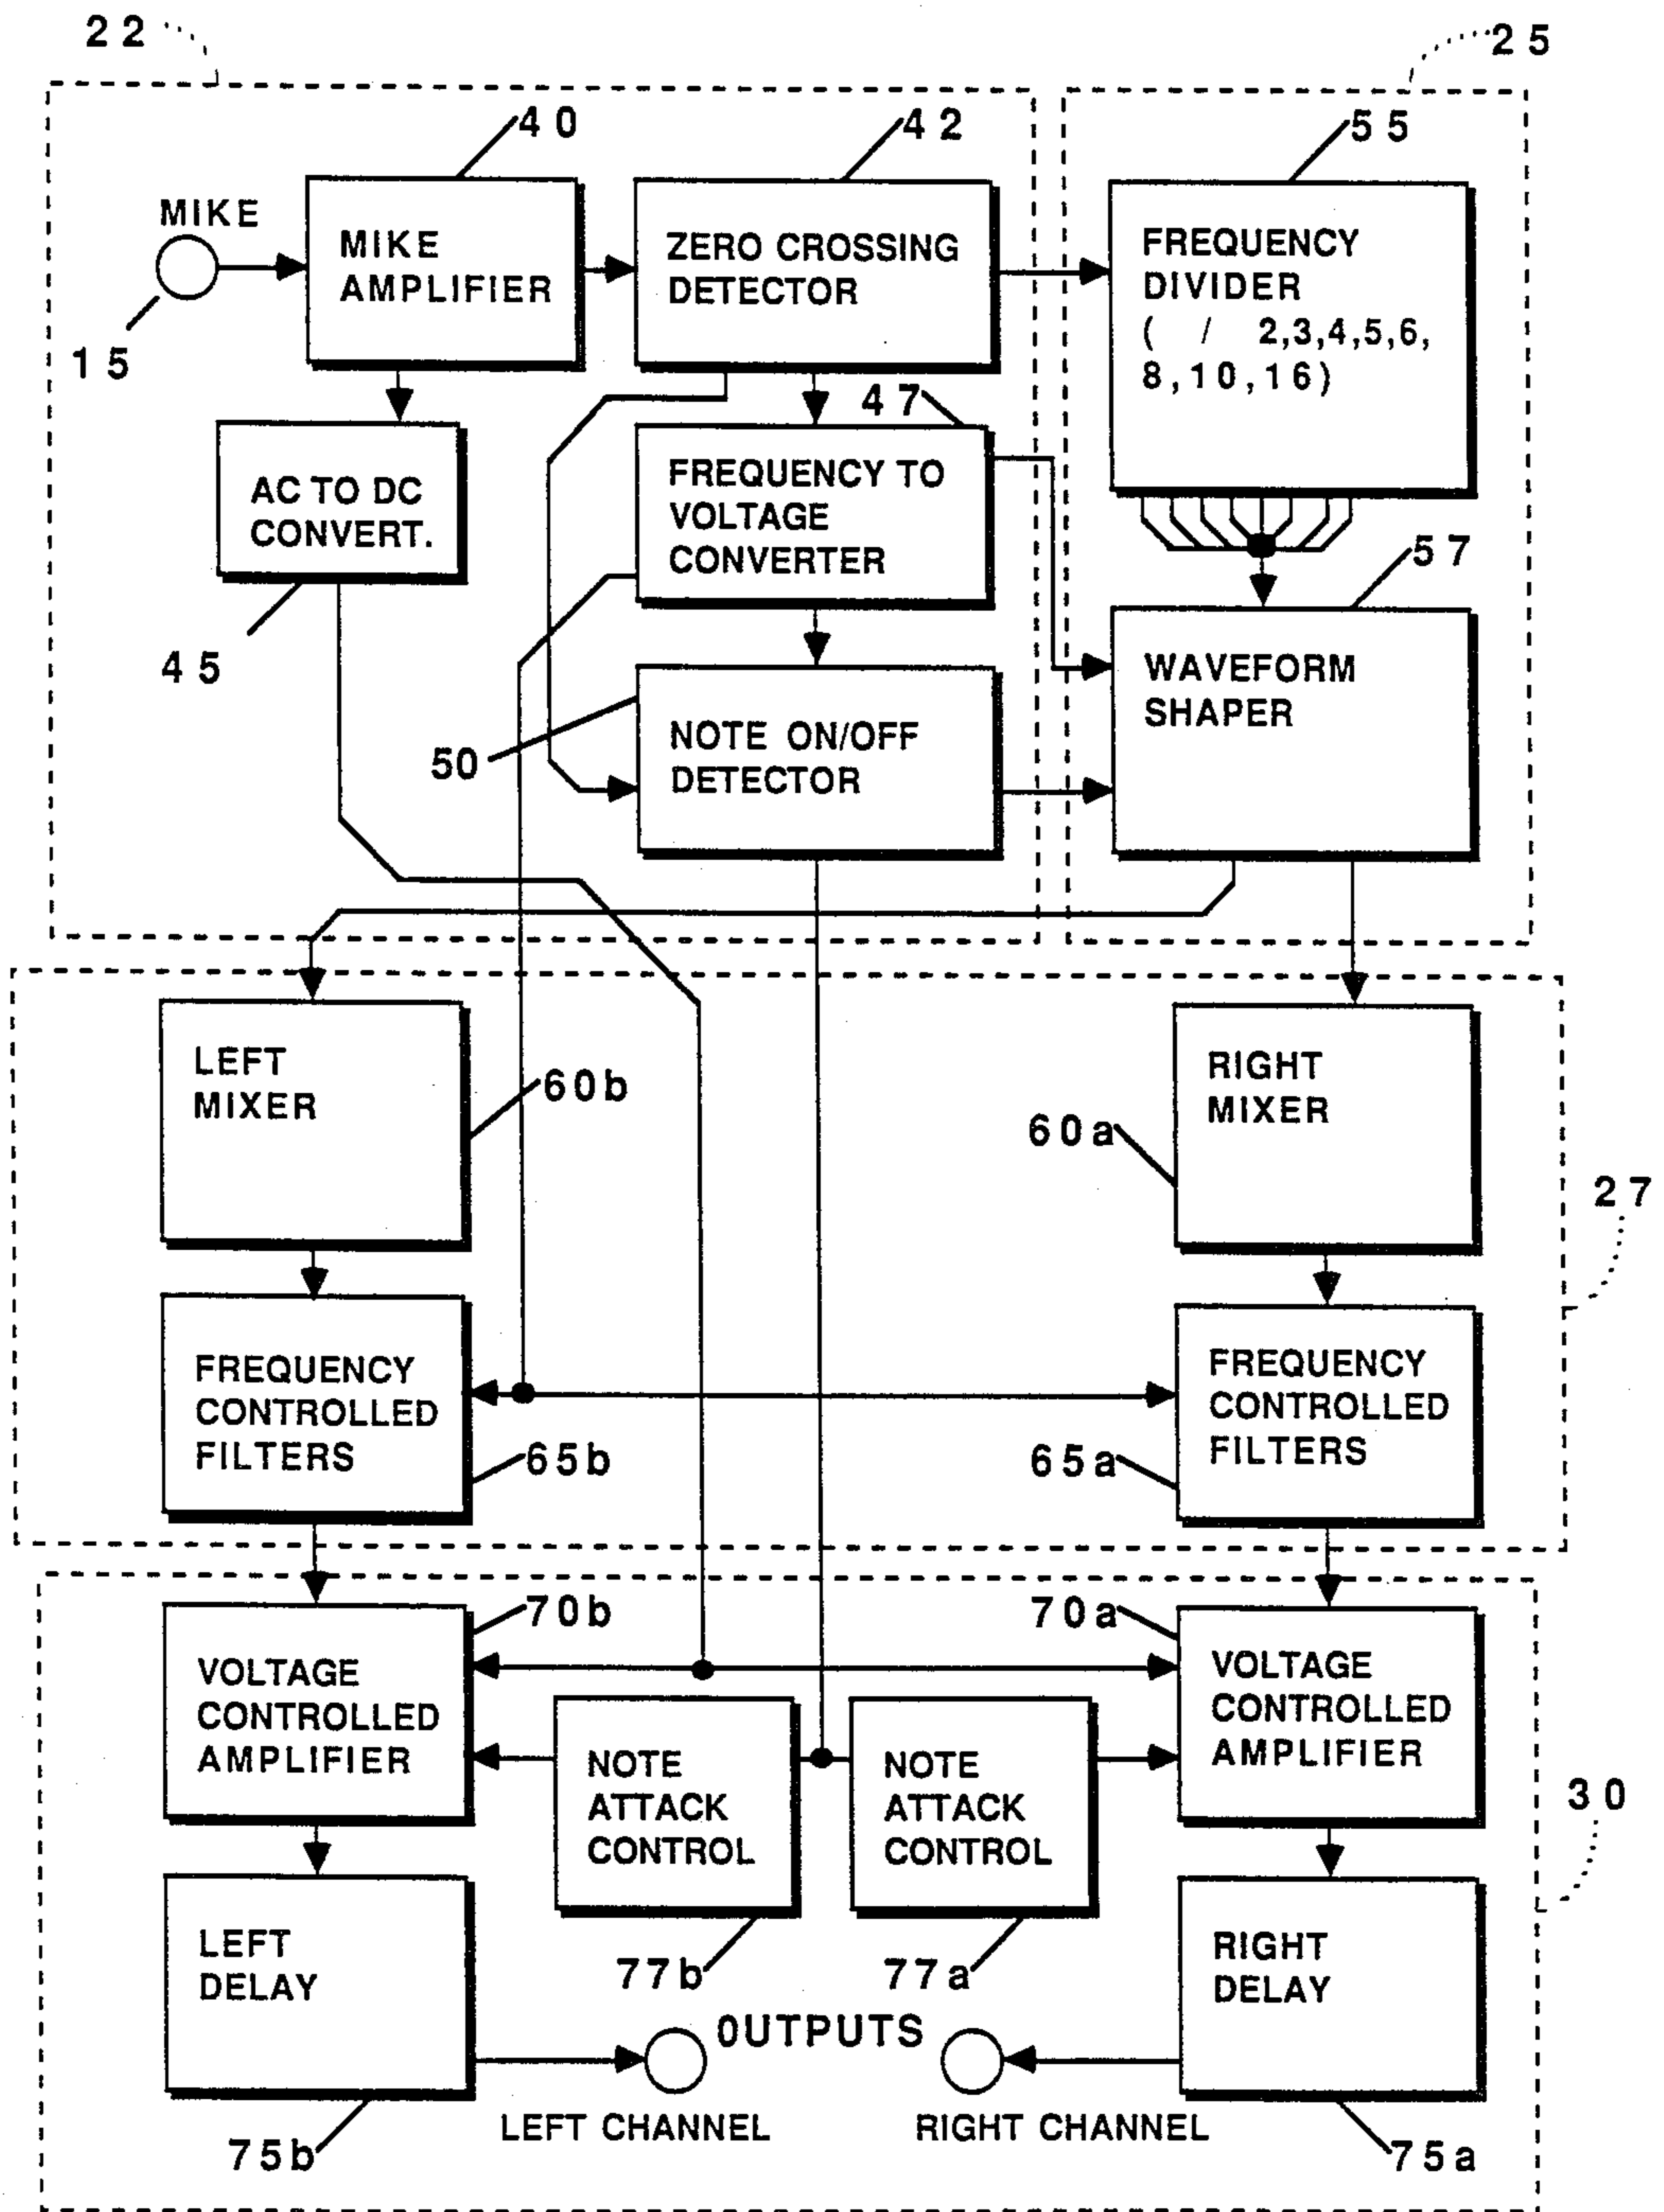 22
25
40
42
55
MIKE
MIKE
AMPLIFIER
ZERO CROSSING
DETECTOR
FREQUENCY
DIVIDER
( / 2,3,4,5,6,
8,10,16)
15
47
AC TO DC
CONVERT.
FREQUENCY TO
VOLTAGE
CONVERTER
57
45
WAVEFORM
SHAPER
50
NOTE ON/OFF
DETECTOR
LEFT
MIXER
60b
RIGHT
MIXER
60a
27
FREQUENCY
CONTROLLED
FILTERS
65b
FREQUENCY
CONTROLLED
FILTERS
65a
70b
70a
VOLTAGE
CONTROLLED
AMPLIFIER
VOLTAGE
CONTROLLED
AMPLIFIER
NOTE
ATTACK
CONTROL
NOTE
ATTACK
CONTROL
30
LEFT
DELAY
77b
77a
RIGHT
DELAY
OUTPUTS
LEFT CHANNEL
RIGHT CHANNEL
75b
75a